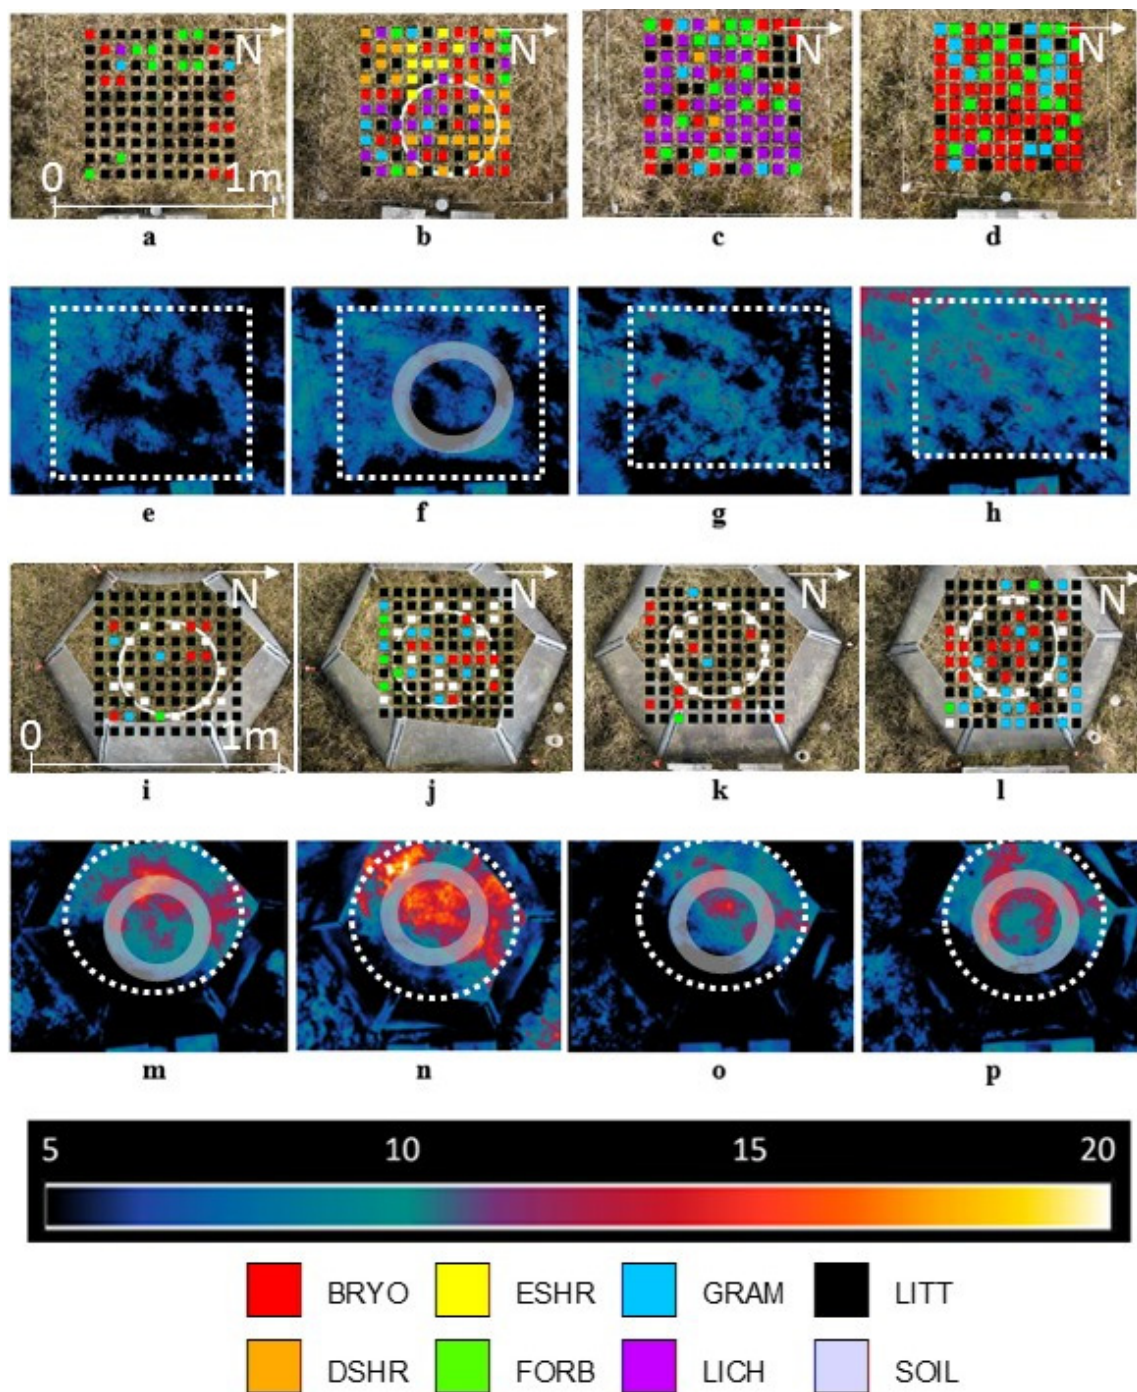 N N N N
0 1m
a b c d
e f g h
N N N N
0 1m
i j k l
m n o p
5 10 15 20
BRYO ESHR GRAM LITT
DSHR FORB LICH SOIL